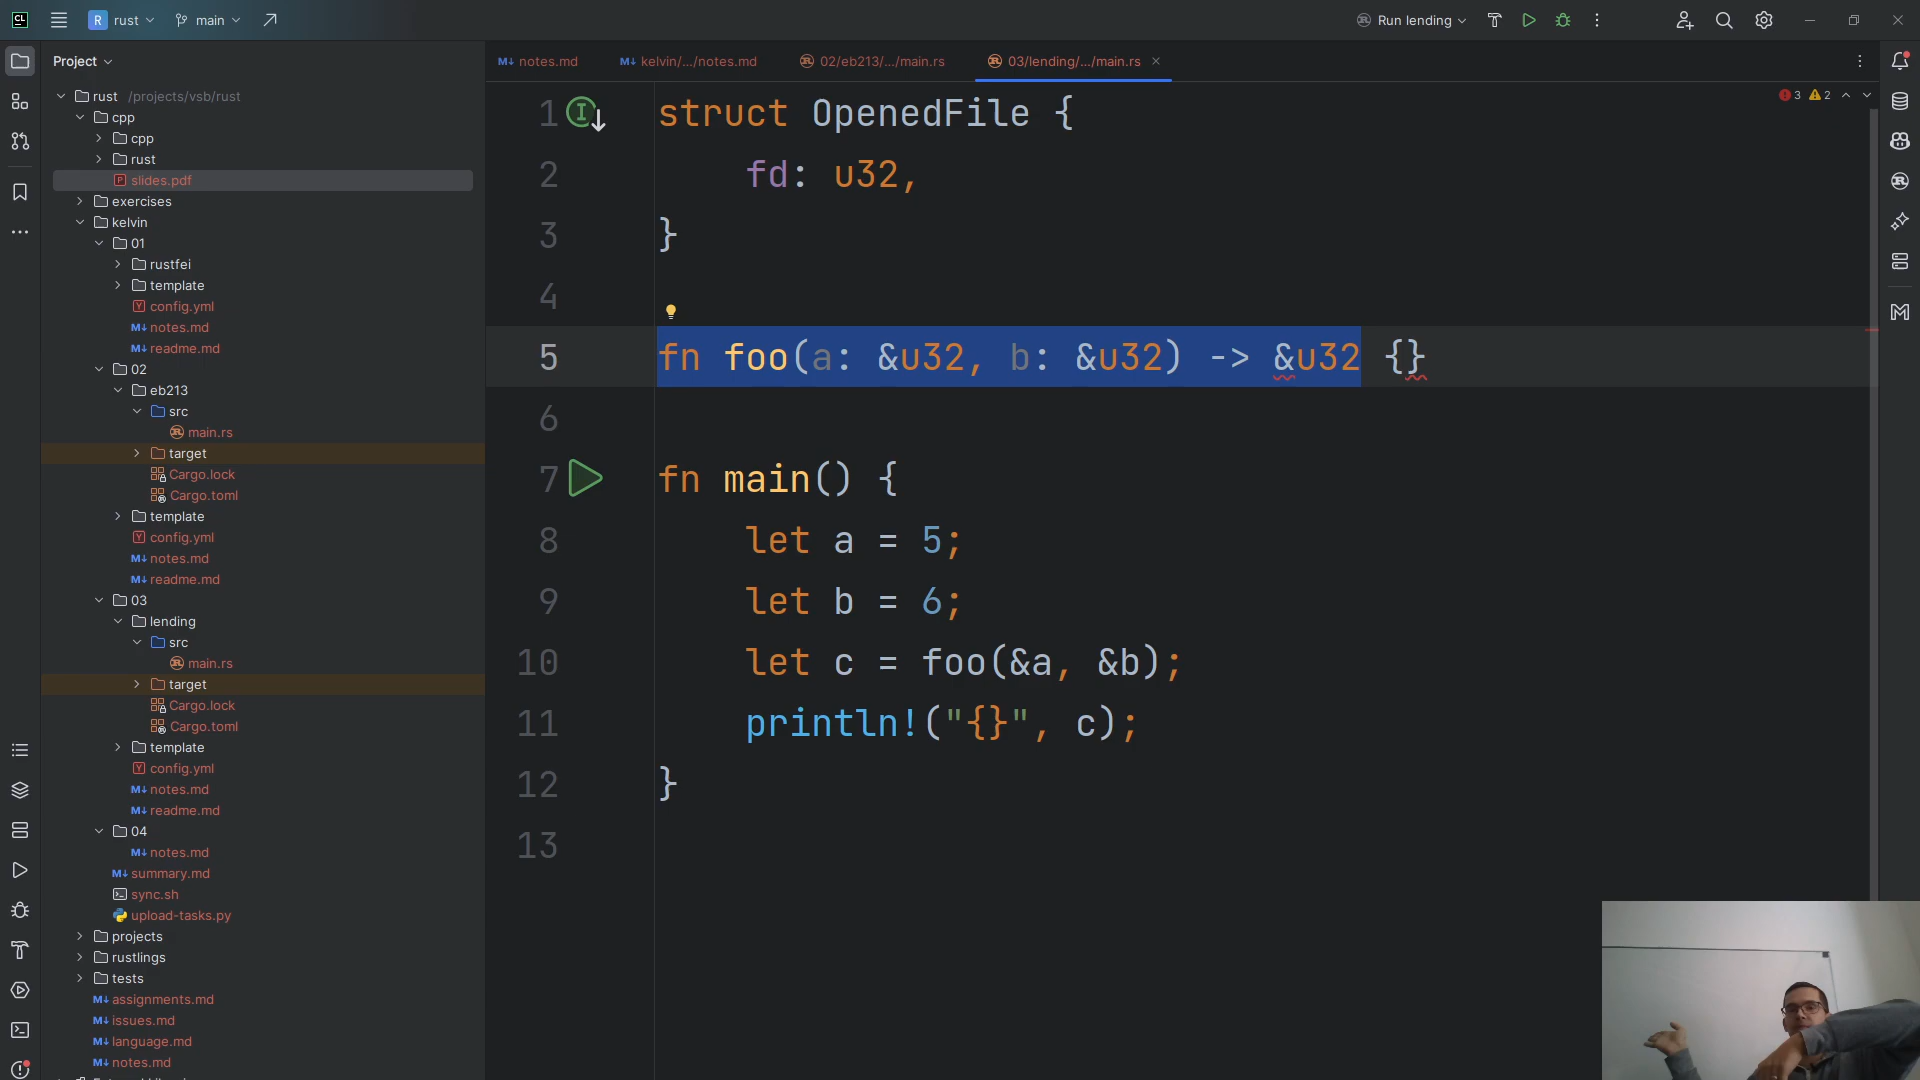 CL
R rust
main
Run lending
Project
notes.md
kelvin/.../notes.md
02/eb213/.../main.rs
03/lending/.../main.rs
rust /projects/vsb/rust
cpp
cpp
rust
slides.pdf
exercises
kelvin
01
rustfei
template
config.yml
notes.md
readme.md
02
eb213
src
main.rs
target
Cargo.lock
Cargo.toml
template
config.yml
notes.md
readme.md
03
lending
src
main.rs
target
Cargo.lock
Cargo.toml
template
config.yml
notes.md
readme.md
04
notes.md
summary.md
sync.sh
upload-tasks.py
projects
rustlings
tests
assignments.md
issues.md
language.md
notes.md
3 2
1 struct OpenedFile {
2 fd: u32,
3 }
4
5 fn foo(a: &u32, b: &u32) -> &u32 {}
6
7 fn main() {
8 let a = 5;
9 let b = 6;
10 let c = foo(&a, &b);
11 println!("{}", c);
12 }
13